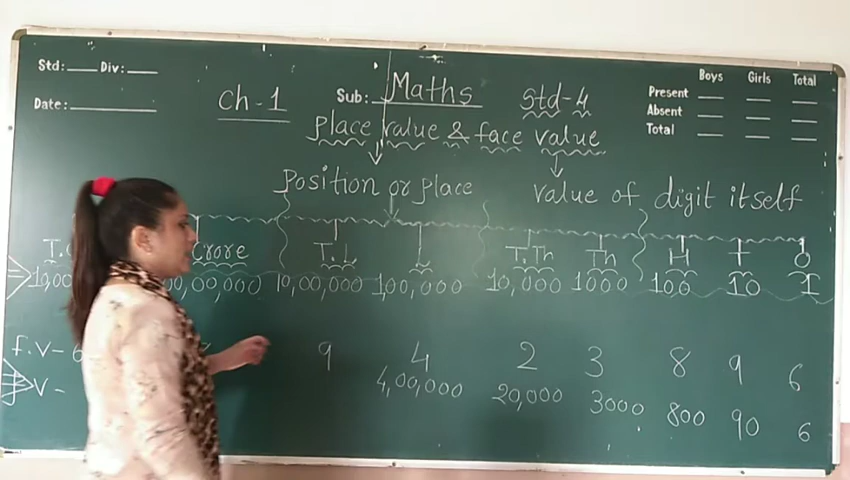 Std: Div: Boys Girls Total
Ch-1 Sub: Maths Std-4 Present
Date: Absent
Place value & face value Total
Position or place value of digit itself
Crore T.L L T.Th Th H T O
10,00 00,00,000 10,00,000 1,00,000 10,000 1000 100 10 1
f.V- 6 9 4 2 3 8 9 6
V- 4,00,000 20,000 3000 800 90 6